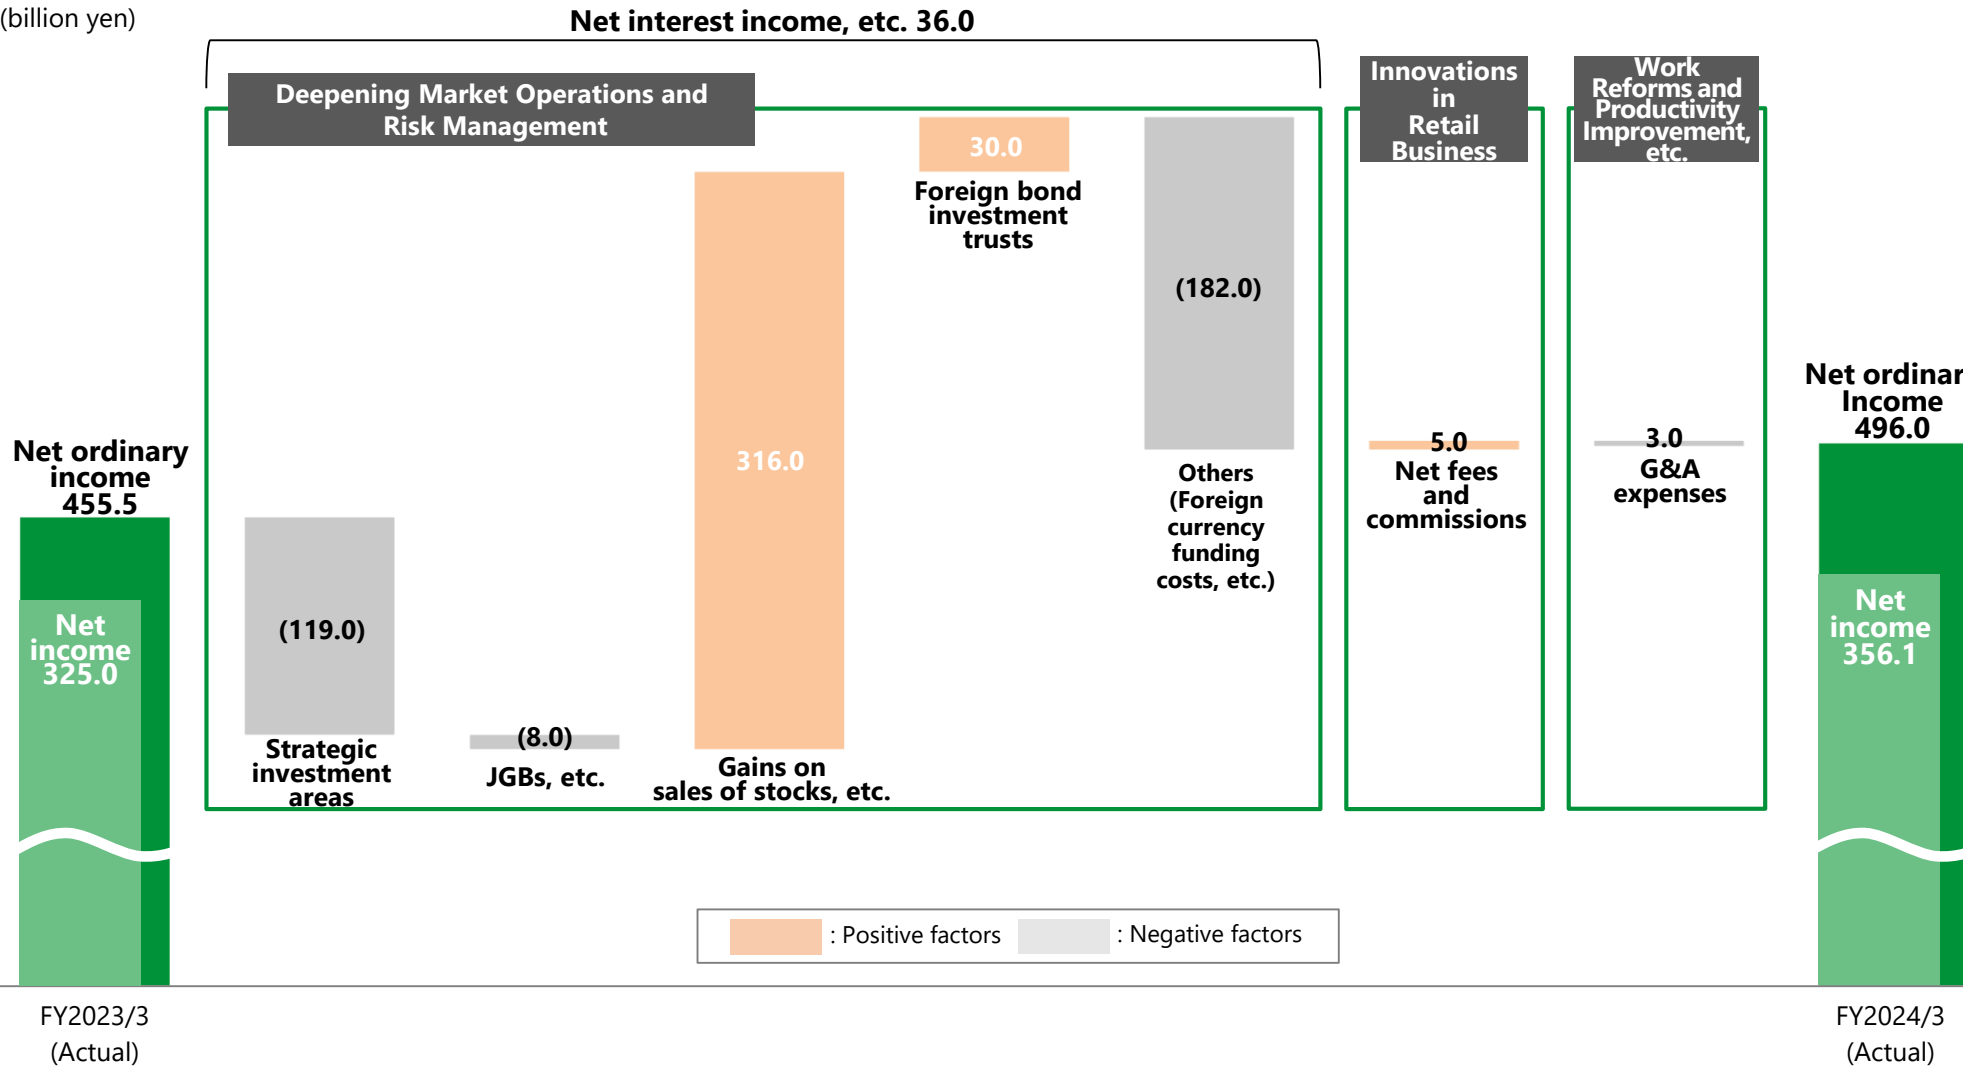 (billion yen)
Net interest income, etc. 36.0
Deepening Market Operations and
Risk Management
Innovations
in
Retail
Business
Work
Reforms and
Productivity
Improvement,
etc.
Net ordinary
income
455.5
Net
income
325.0
(119.0)
Strategic
investment
areas
(8.0)
JGBs, etc.
316.0
Gains on
sales of stocks, etc.
30.0
Foreign bond
investment
trusts
(182.0)
Others
(Foreign
currency
funding
costs, etc.)
5.0
Net fees
and
commissions
3.0
G&A
expenses
Net ordinar
Income
496.0
Net
income
356.1
: Positive factors
: Negative factors
FY2023/3
(Actual)
FY2024/3
(Actual)